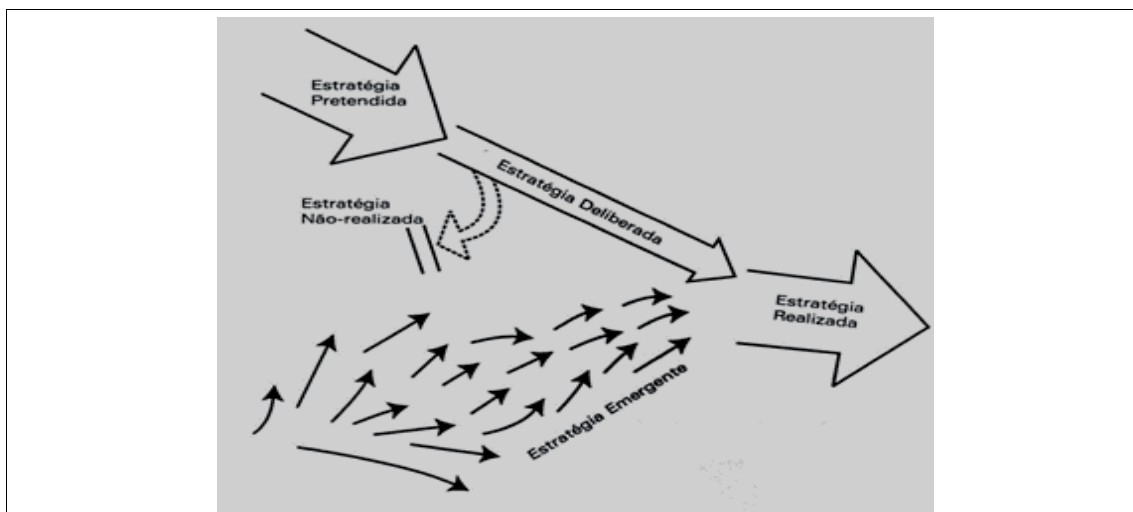 Estratégia
Pretendida
Estratégia Deliberada
Estratégia
Não-realizada
Estratégia
Realizada
Estratégia Emergente